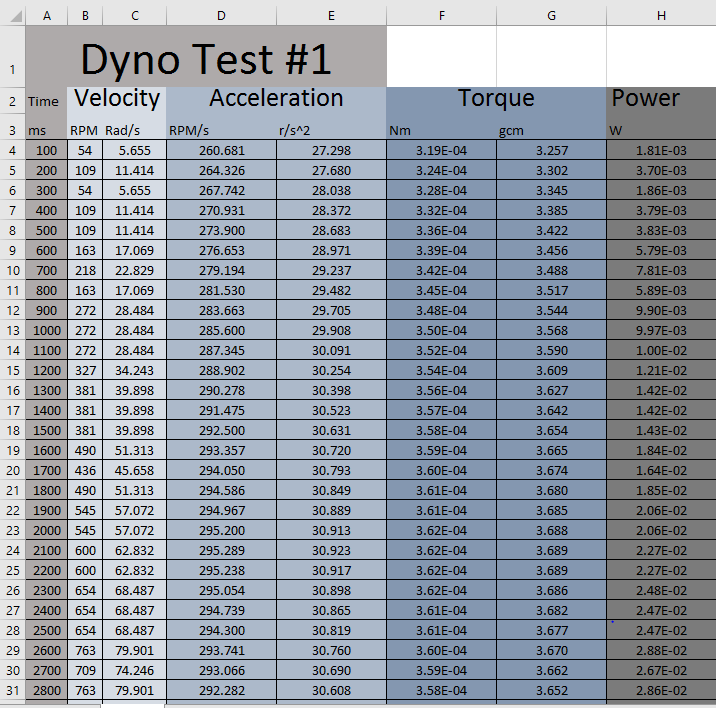 A B C D E F G H
1 Dyno Test #1
2 Time Velocity Acceleration Torque Power
3 ms RPM Rad/s RPM/s r/s^2 Nm gcm W
4 100 54 5.655 260.681 27.298 3.19E-04 3.257 1.81E-03
5 200 109 11.414 264.326 27.680 3.24E-04 3.302 3.70E-03
6 300 54 5.655 267.742 28.038 3.28E-04 3.345 1.86E-03
7 400 109 11.414 270.931 28.372 3.32E-04 3.385 3.79E-03
8 500 109 11.414 273.900 28.683 3.36E-04 3.422 3.83E-03
9 600 163 17.069 276.653 28.971 3.39E-04 3.456 5.79E-03
10 700 218 22.829 279.194 29.237 3.42E-04 3.488 7.81E-03
11 800 163 17.069 281.530 29.482 3.45E-04 3.517 5.89E-03
12 900 272 28.484 283.663 29.705 3.48E-04 3.544 9.90E-03
13 1000 272 28.484 285.600 29.908 3.50E-04 3.568 9.97E-03
14 1100 272 28.484 287.345 30.091 3.52E-04 3.590 1.00E-02
15 1200 327 34.243 288.902 30.254 3.54E-04 3.609 1.21E-02
16 1300 381 39.898 290.278 30.398 3.56E-04 3.627 1.42E-02
17 1400 381 39.898 291.475 30.523 3.57E-04 3.642 1.42E-02
18 1500 381 39.898 292.500 30.631 3.58E-04 3.654 1.43E-02
19 1600 490 51.313 293.357 30.720 3.59E-04 3.665 1.84E-02
20 1700 436 45.658 294.050 30.793 3.60E-04 3.674 1.64E-02
21 1800 490 51.313 294.586 30.849 3.61E-04 3.680 1.85E-02
22 1900 545 57.072 294.967 30.889 3.61E-04 3.685 2.06E-02
23 2000 545 57.072 295.200 30.913 3.62E-04 3.688 2.06E-02
24 2100 600 62.832 295.289 30.923 3.62E-04 3.689 2.27E-02
25 2200 600 62.832 295.238 30.917 3.62E-04 3.689 2.27E-02
26 2300 654 68.487 295.054 30.898 3.62E-04 3.686 2.48E-02
27 2400 654 68.487 294.739 30.865 3.61E-04 3.682 2.47E-02
28 2500 654 68.487 294.300 30.819 3.61E-04 3.677 2.47E-02
29 2600 763 79.901 293.741 30.760 3.60E-04 3.670 2.88E-02
30 2700 709 74.246 293.066 30.690 3.59E-04 3.662 2.67E-02
31 2800 763 79.901 292.282 30.608 3.58E-04 3.652 2.86E-02